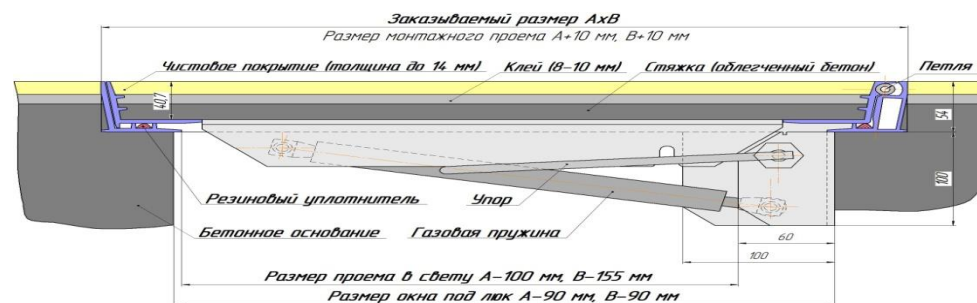 Заказываемый размер АxВ
Размер монтажного проема А+10 мм, В+10 мм
Чистовое покрытие (толщина до 14 мм)
Клей (8-10 мм)
Стяжка (облегченный бетон)
Петля
40,7
54
100
Резиновый уплотнитель
Упор
Бетонное основание
Газовая пружина
60
100
Размер проема в свету А-100 мм, В-155 мм
Размер окна под люк А-90 мм, В-90 мм